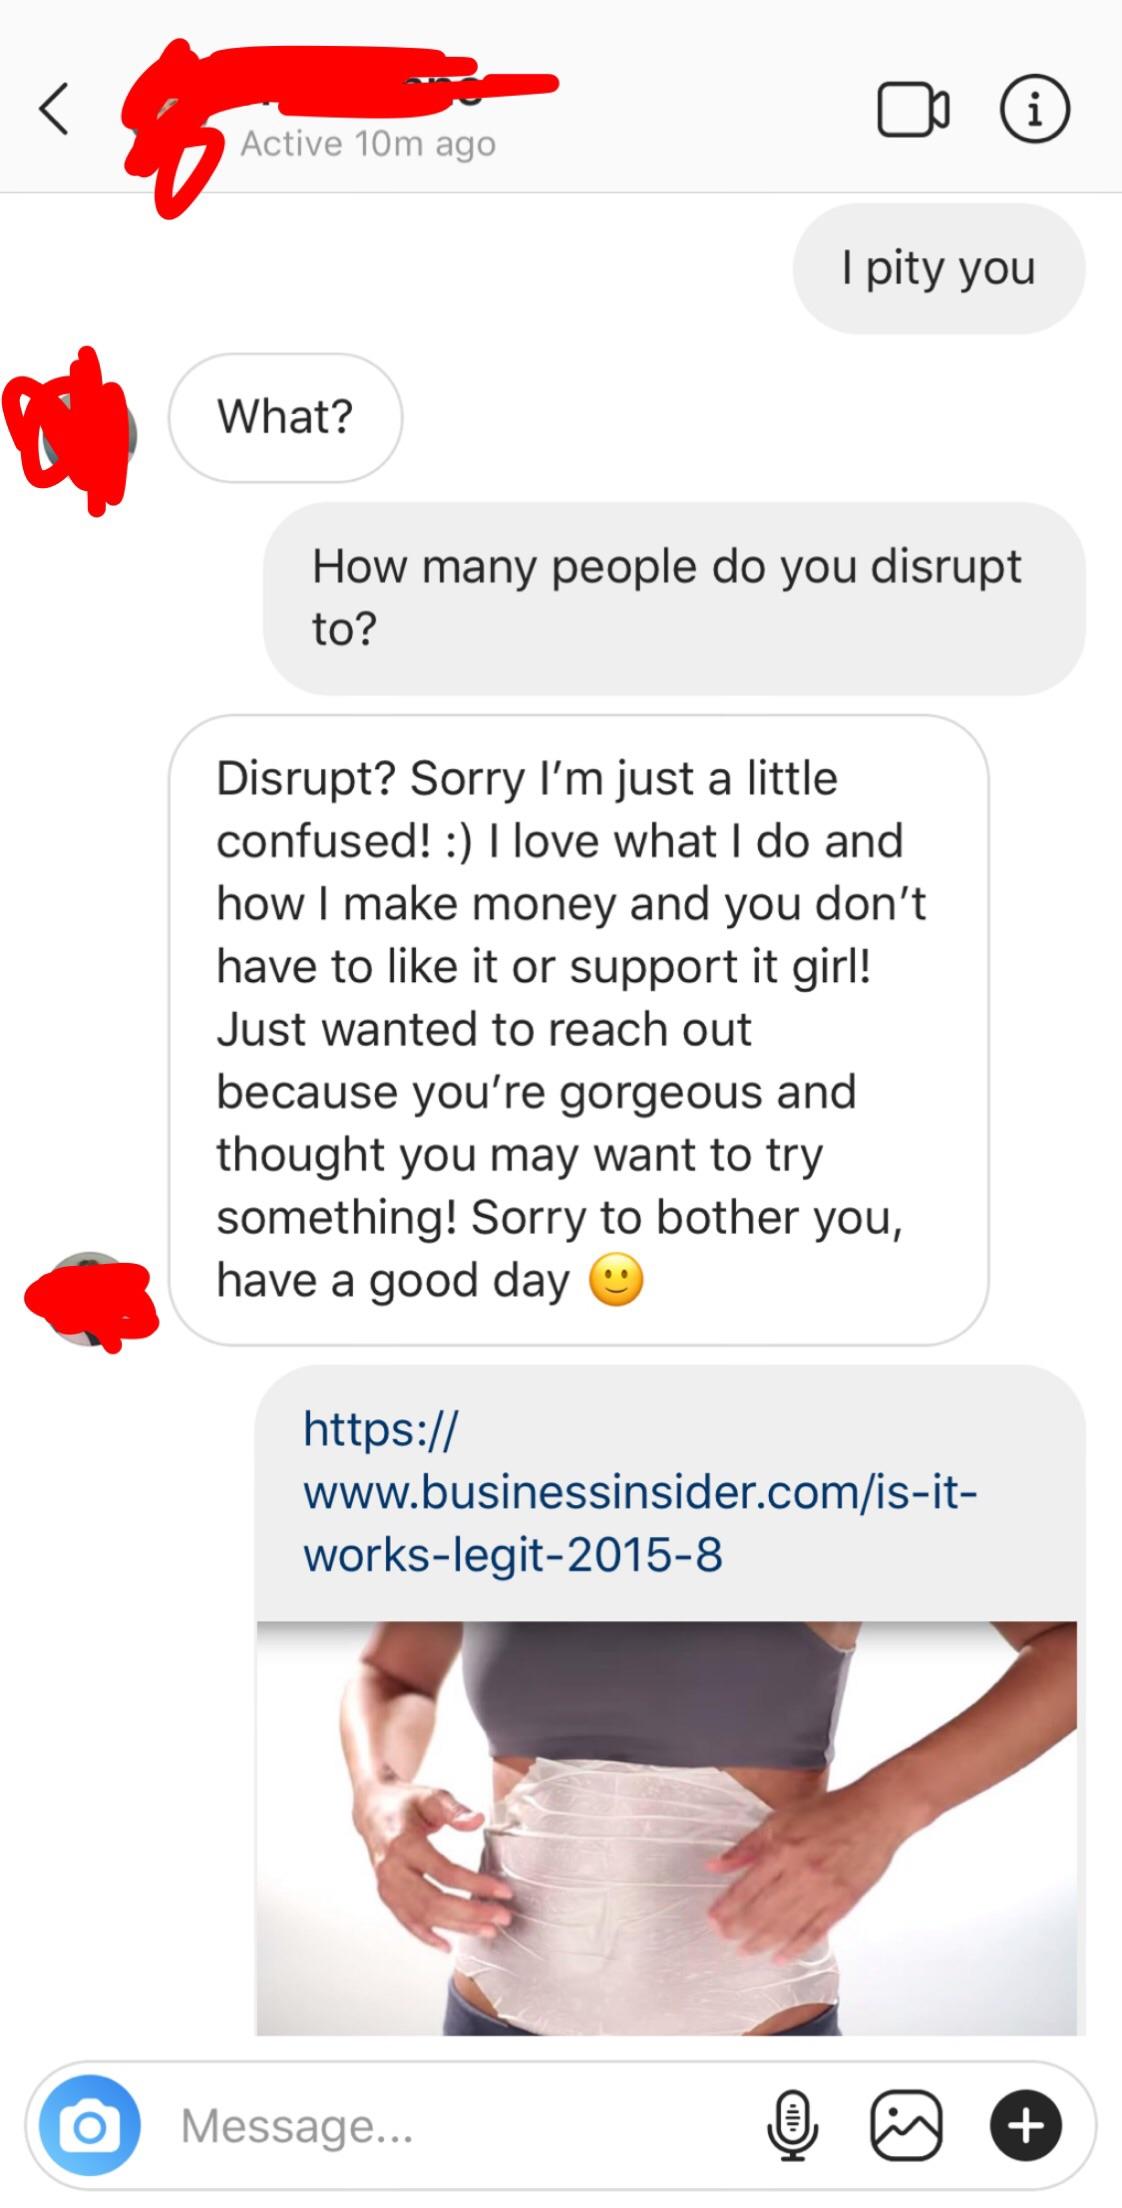 Active 10m ago
I pity you
What?
How many people do you disrupt
to?
Disrupt? Sorry I'm just a little
confused! :) I love what I do and
how I make money and you don't
have to like it or support it girl!
Just wanted to reach out
because you're gorgeous and
thought you may want to try
something! Sorry to bother you,
have a good day 🙂
https://
www.businessinsider.com/is-it-
works-legit-2015-8
Message...